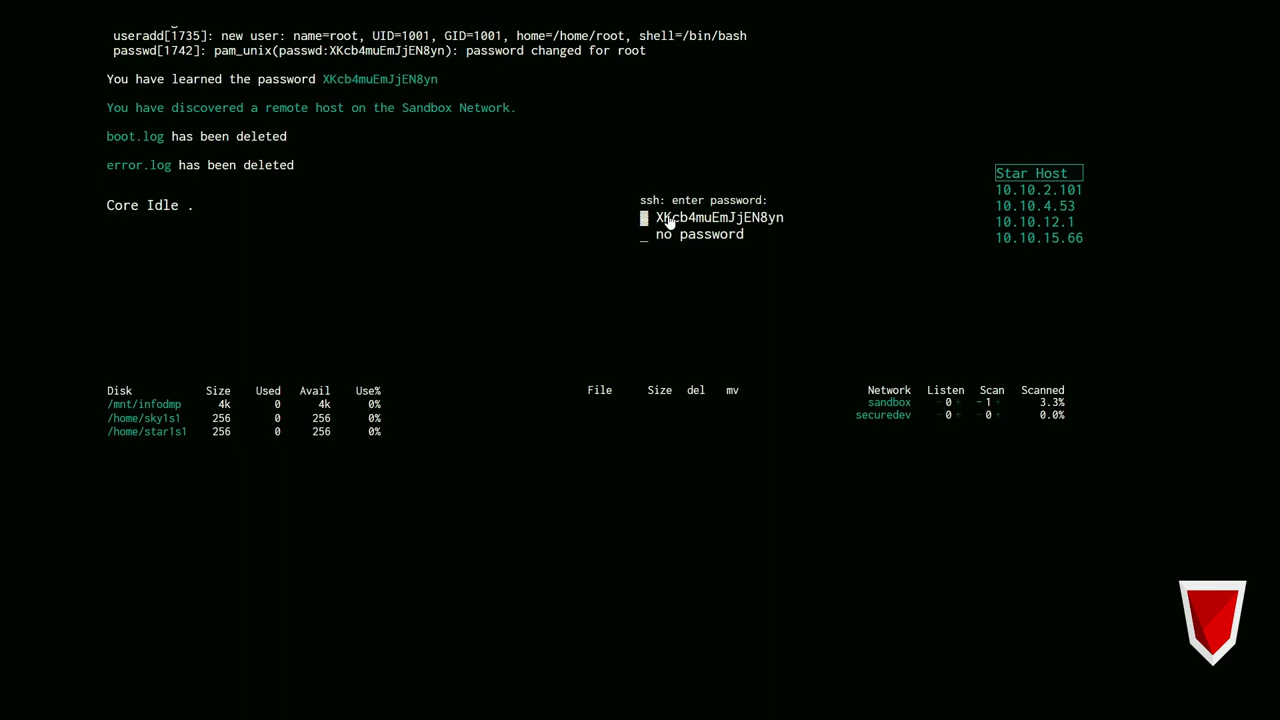 useradd[1735]: new user: name=root, UID=1001, GID=1001, home=/home/root, shell=/bin/bash
passwd[1742]: pam_unix(passwd:XKcb4muEmJjEN8yn): password changed for root
You have learned the password XKcb4muEmJjEN8yn
You have discovered a remote host on the Sandbox Network.
boot.log has been deleted
error.log has been deleted
Core Idle .
ssh: enter password:
XKcb4muEmJjEN8yn
_ no password
Star Host
10.10.2.101
10.10.4.53
10.10.12.1
10.10.15.66
Disk Size Used Avail Use%
/mnt/infodmp 4k 0 4k 0%
/home/sky1s1 256 0 256 0%
/home/star1s1 256 0 256 0%
File Size del mv
Network Listen Scan Scanned
sandbox - 0 + - 1 + 3.3%
securedev - 0 + - 0 + 0.0%